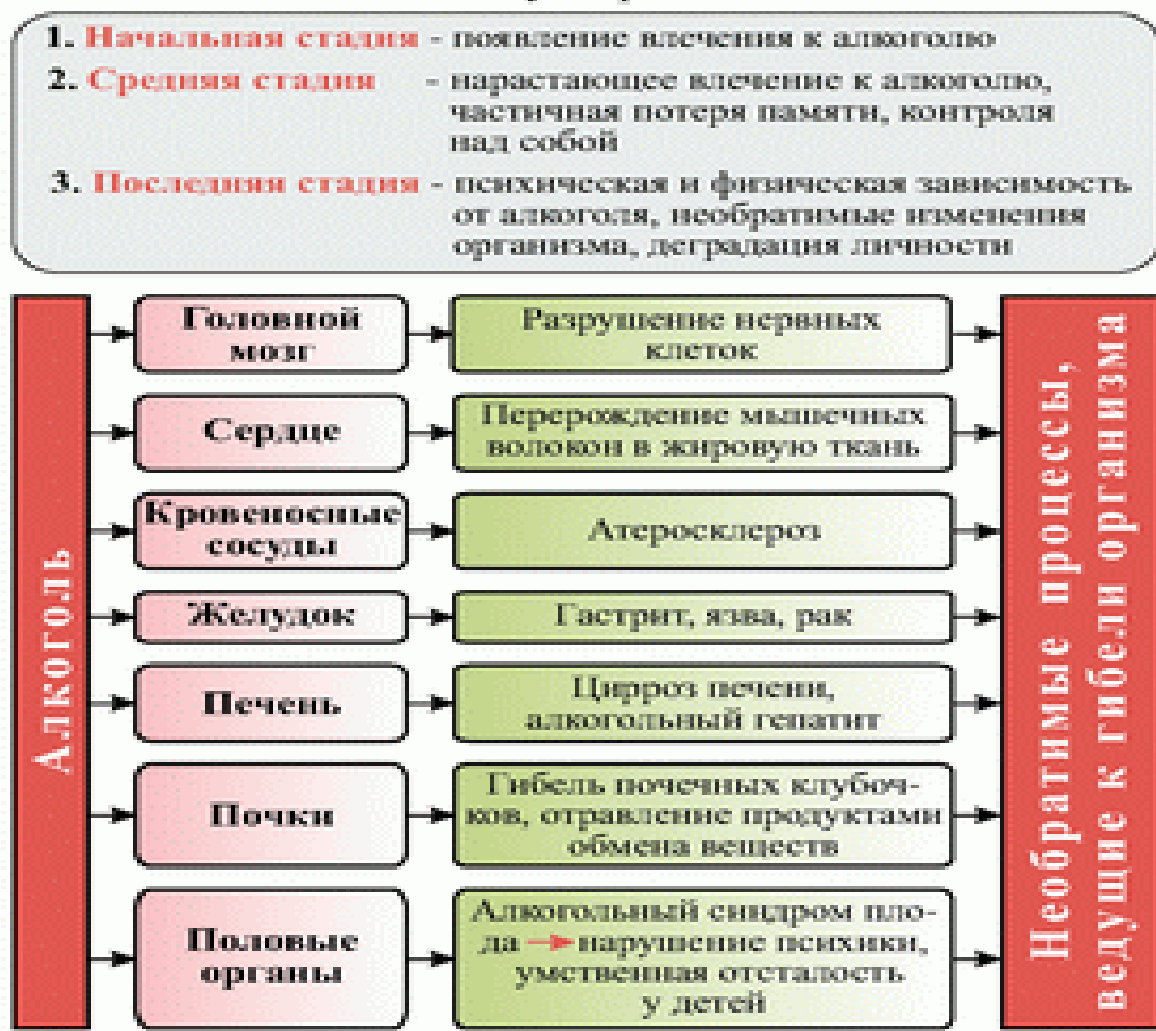 1. Начальная стадия - появление влечения к алкоголю
2. Средняя стадия - нарастающее влечение к алкоголю,
частичная потеря памяти, контроля
над собой
3. Последняя стадия - психическая и физическая зависимость
от алкоголя, необратимые изменения
организма, деградация личности
Алкоголь
Головной
мозг
Разрушение нервных
клеток
Сердце
Перерождение мышечных
волокон в жировую ткань
Кровеносные
сосуды
Атеросклероз
Желудок
Гастрит, язва, рак
Печень
Цирроз печени,
алкогольный гепатит
Почки
Гибель почечных клубоч-
ков, отравление продуктами
обмена веществ
Половые
органы
Алкогольный синдром пло-
да нарушение психики,
умственная отсталость
у детей
Необратимые процессы,
ведущие к гибели организма